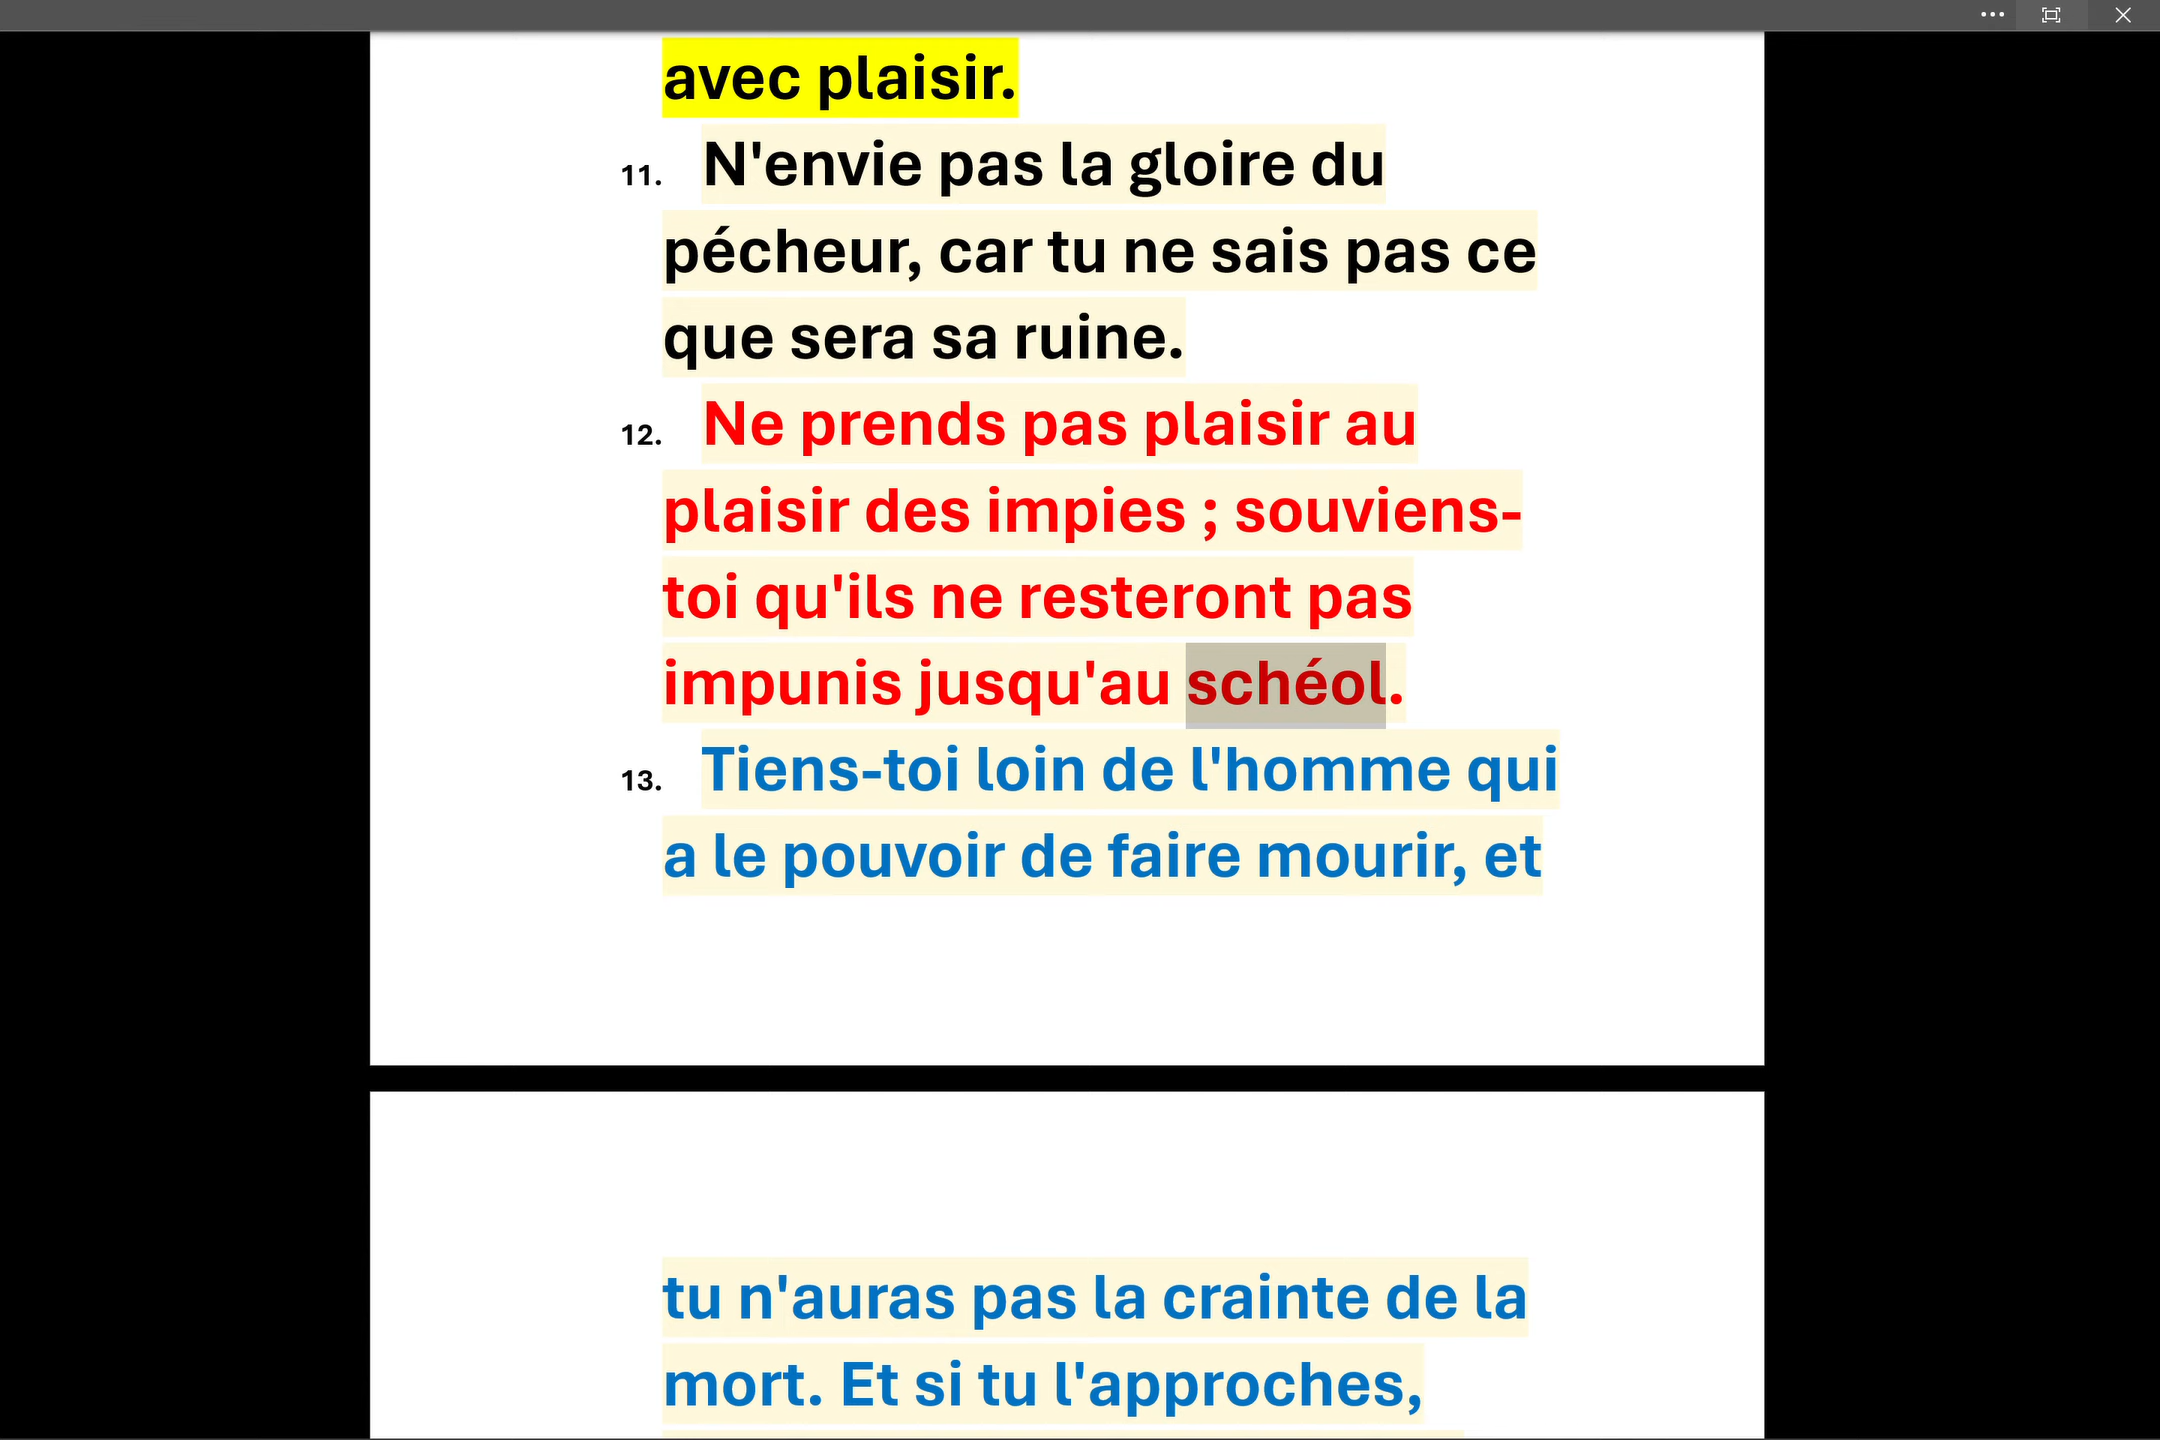 avec plaisir.
11. N'envie pas la gloire du
pécheur, car tu ne sais pas ce
que sera sa ruine.
12. Ne prends pas plaisir au
plaisir des impies ; souviens-
toi qu'ils ne resteront pas
impunis jusqu'au schéol.
13. Tiens-toi loin de l'homme qui
a le pouvoir de faire mourir, et
tu n'auras pas la crainte de la
mort. Et si tu l'approches,